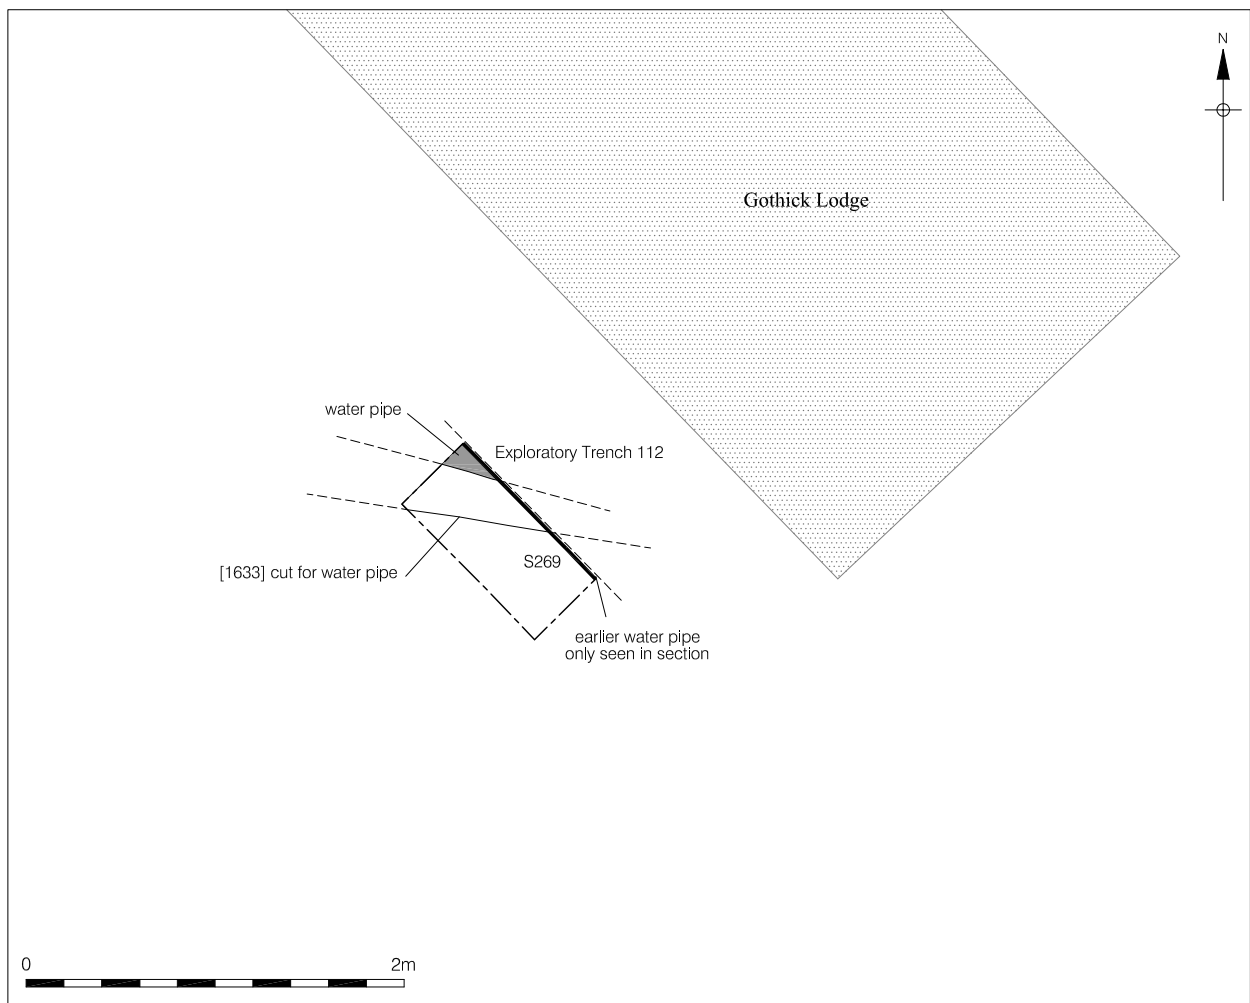 N
Gothick Lodge
water pipe
Exploratory Trench 112
S269
[1633] cut for water pipe
earlier water pipe
only seen in section
0
2m